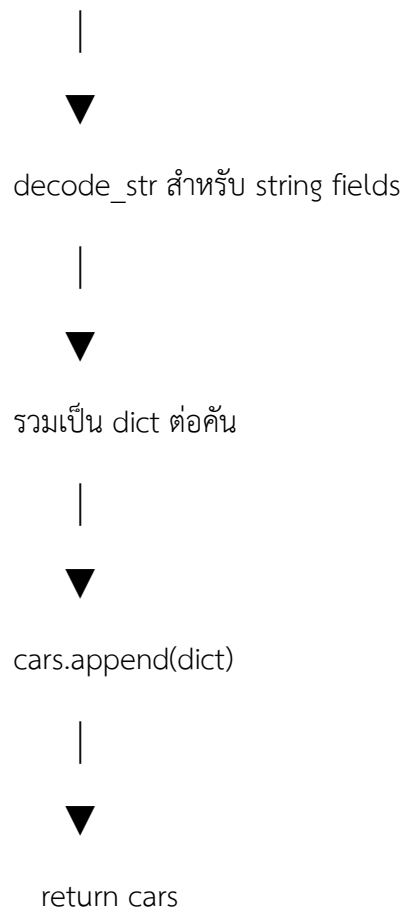 decode_str สำหรับ string fields
รวมเป็น dict ต่อคัน
cars.append(dict)
return cars